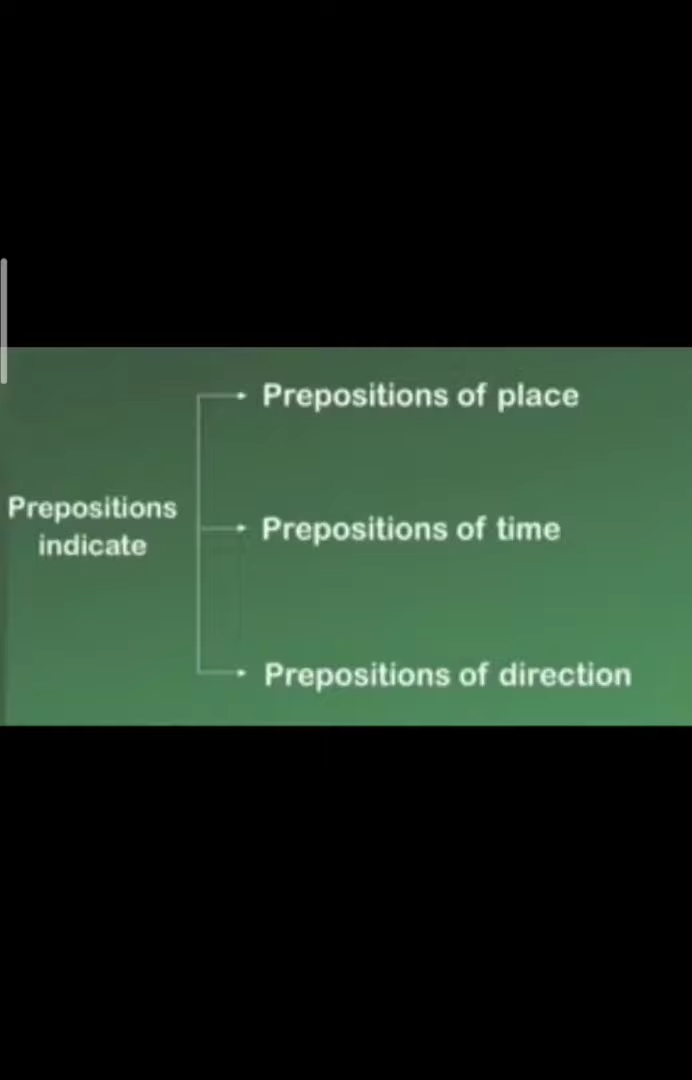 Prepositions of place
Prepositions
indicate
Prepositions of time
Prepositions of direction